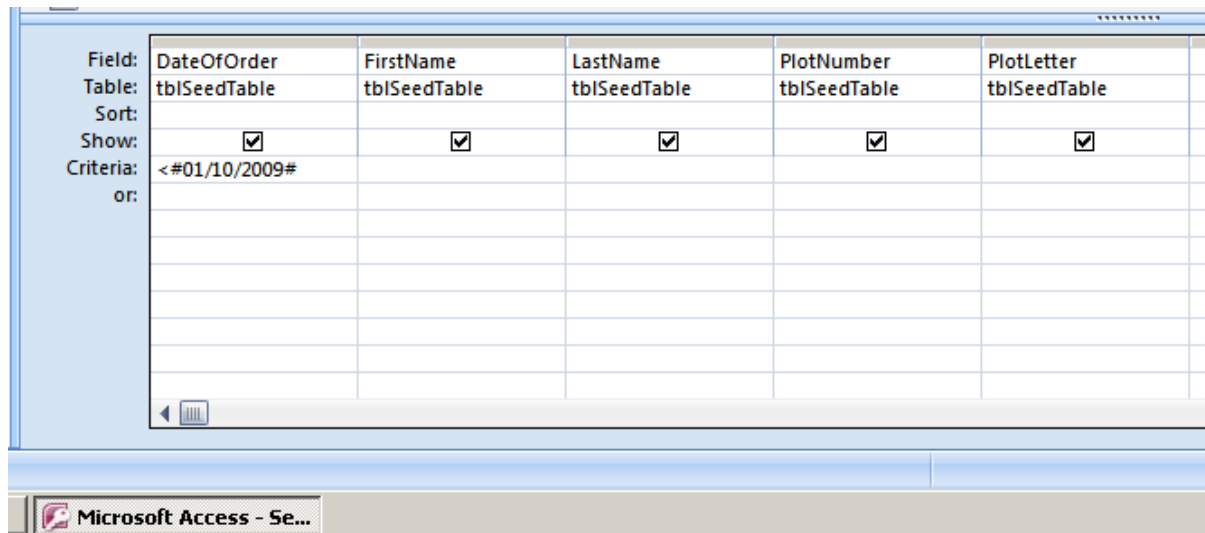 Field: DateOfOrder FirstName LastName PlotNumber PlotLetter
Table: tblSeedTable tblSeedTable tblSeedTable tblSeedTable tblSeedTable
Sort:
Show:
Criteria: <#01/10/2009#
or:
Microsoft Access - Se...